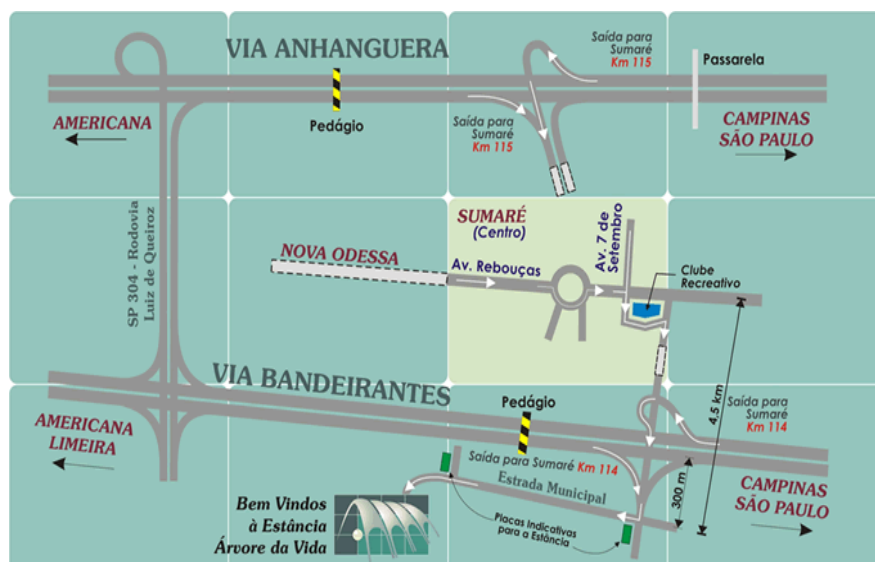 VIA ANHANGUERA
Saída para
Sumaré
Km 115
Passarela
AMERICANA
Pedágio
Saída para
Sumaré
Km 115
CAMPINAS
SÃO PAULO
SP 304 - Rodovia
Luiz de Queiroz
NOVA ODESSA
SUMARÉ
(Centro)
Av. Rebouças
Av. 7 de
Setembro
Clube
Recreativo
VIA BANDEIRANTES
4,5 km
AMERICANA
LIMEIRA
Pedágio
Saída para
Sumaré
Km 114
Saída para Sumaré Km 114
Estrada Municipal
300 m
CAMPINAS
SÃO PAULO
Bem Vindos
à Estância
Árvore da Vida
Placas Indicativas
para a Estância